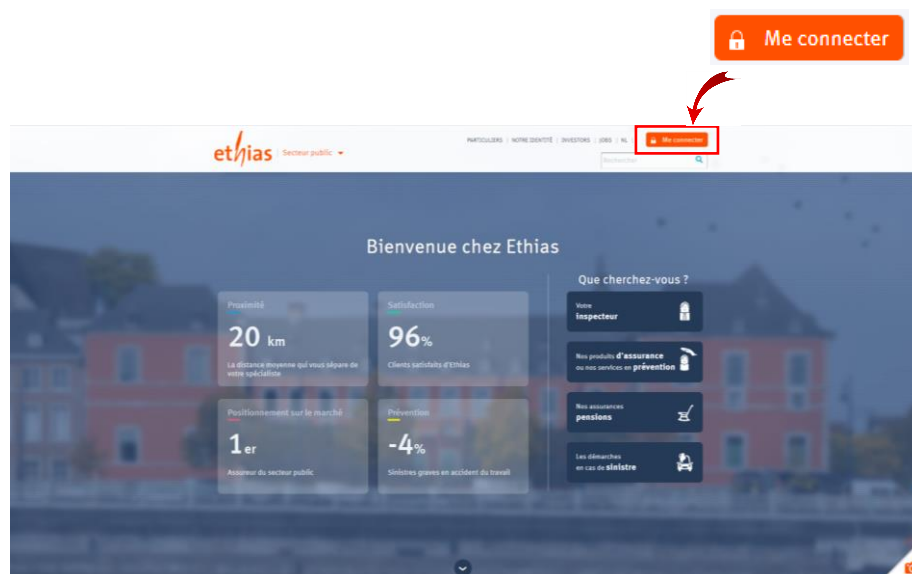 Me connecter
PARTICULIERS | NOTRE IDENTITÉ | INVESTORS | JOBS | NL |
Me connecter
ethias
Secteur public
Rechercher
Bienvenue chez Ethias
Que cherchez-vous ?
Proximité
20 km
La distance moyenne qui vous sépare de
votre spécialiste
Satisfaction
96%
Clients satisfaits d'Ethias
Positionnement sur le marché
1er
Assureur du secteur public
Prévention
-4%
Sinistres graves en accident du travail
Votre
inspecteur
Nos produits d'assurance
ou nos services en prévention
Nos assurances
pensions
Les démarches
en cas de sinistre